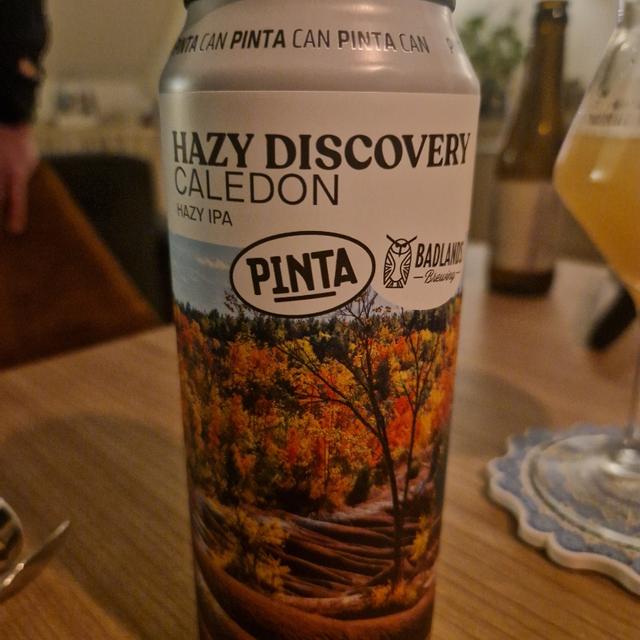 PINTA CAN PINTA CAN PINTA CAN P
HAZY DISCOVERY
CALEDON
HAZY IPA
PINTA
BADLANDS
Brewing